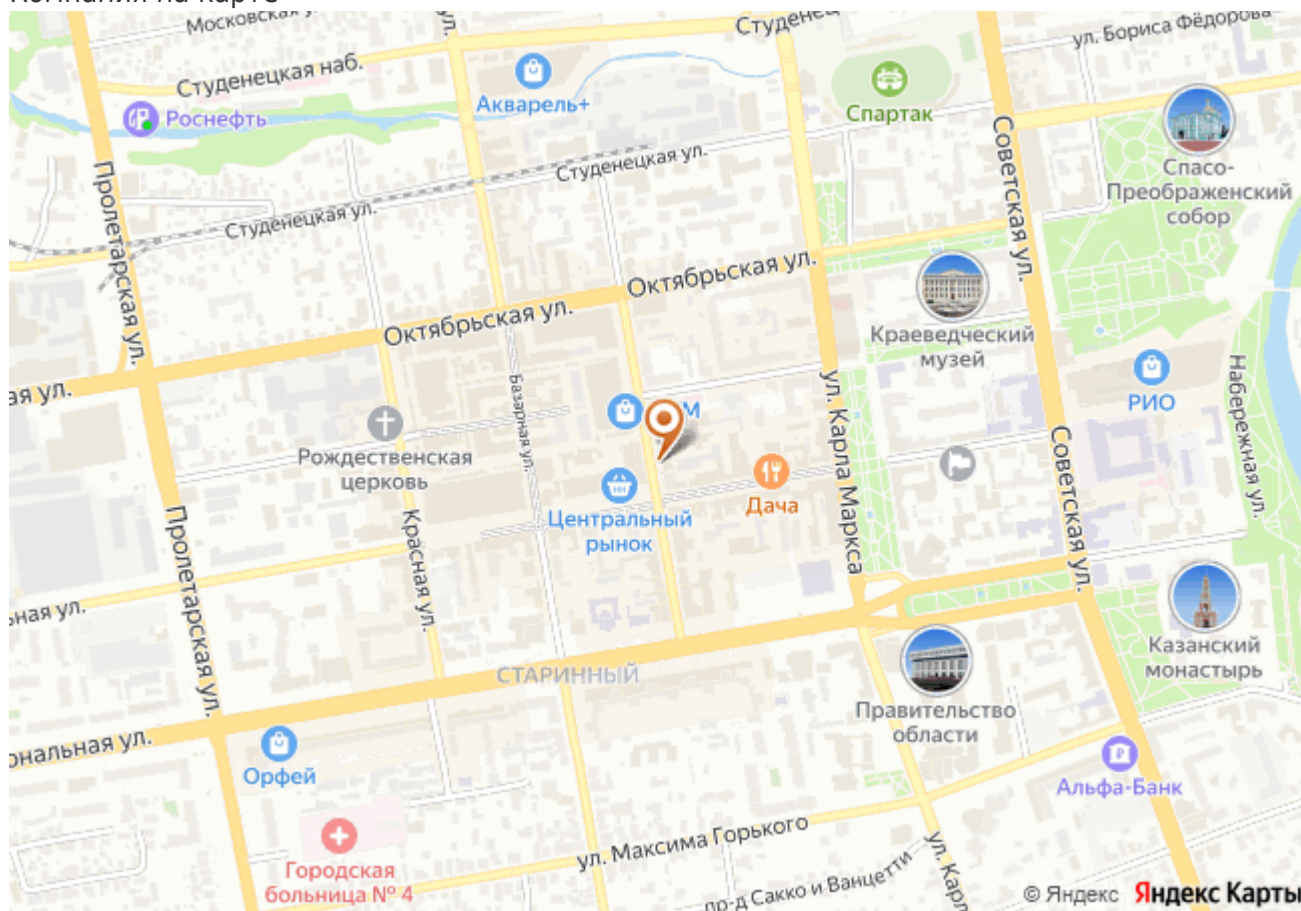 Компания на карте
Московская
ул.
Студенецкая наб.
Акварель+
Роснефть
Спартак
ул. Бориса Фёдорова
Советская ул.
Спасо-
Преображенский
собор
Студенецкая ул.
Студенецкая ул.
Пролетарская ул.
Октябрьская ул.
Октябрьская ул.
Краеведческий
музей
ая ул.
Базарная ул.
ул. Карла Маркса
РИО
Набережная ул.
Рождественская
церковь
Центральный
рынок
Дача
Советская ул.
Пролетарская ул.
Красная ул.
ная ул.
Казанский
монастырь
СТАРИННЫЙ
Правительство
области
ональная ул.
Орфей
Альфа-Банк
ул. Максима Горького
Городская
больница № 4
пр-д Сакко и Ванцетти
ул. Карл
© Яндекс Яндекс Карты